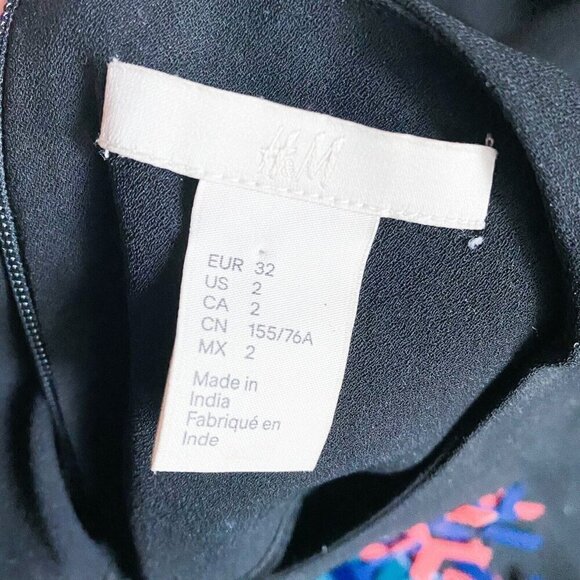 H&M
EUR 32
US 2
CA 2
CN 155/76A
MX 2
Made in
India
Fabriqué en
Inde